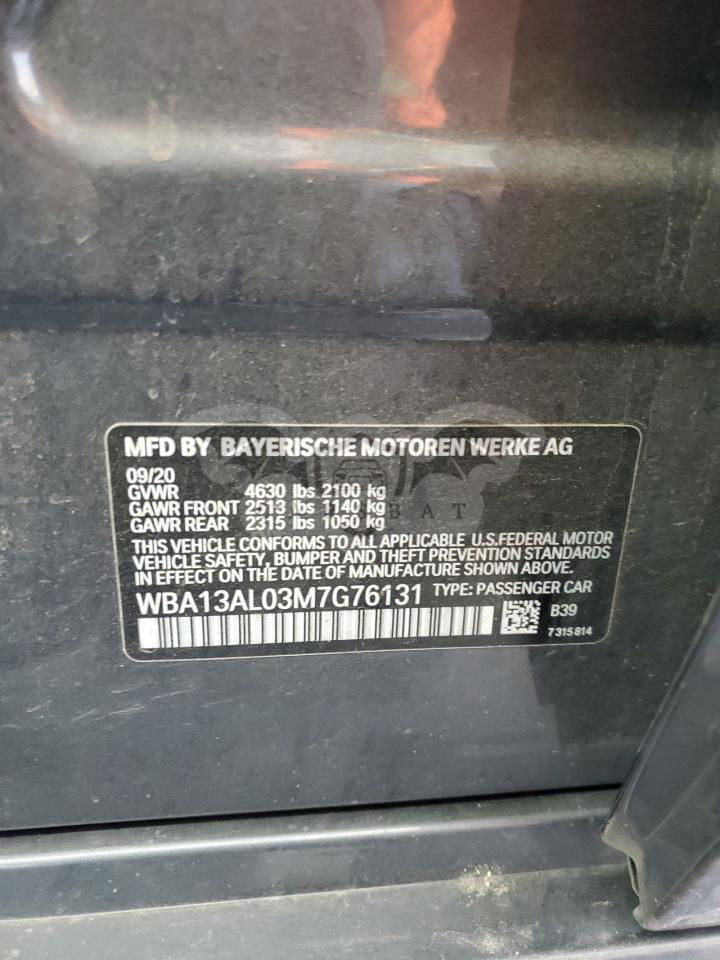 MFD BY BAYERISCHE MOTOREN WERKE AG
09/20
GVWR 4630 lbs 2100 kg
GAWR FRONT 2513 lbs 1140 kg
GAWR REAR 2315 lbs 1050 kg
THIS VEHICLE CONFORMS TO ALL APPLICABLE U.S.FEDERAL MOTOR
VEHICLE SAFETY, BUMPER AND THEFT PREVENTION STANDARDS
IN EFFECT ON THE DATE OF MANUFACTURE SHOWN ABOVE.
WBA13AL03M7G76131 TYPE: PASSENGER CAR
B39
7315814